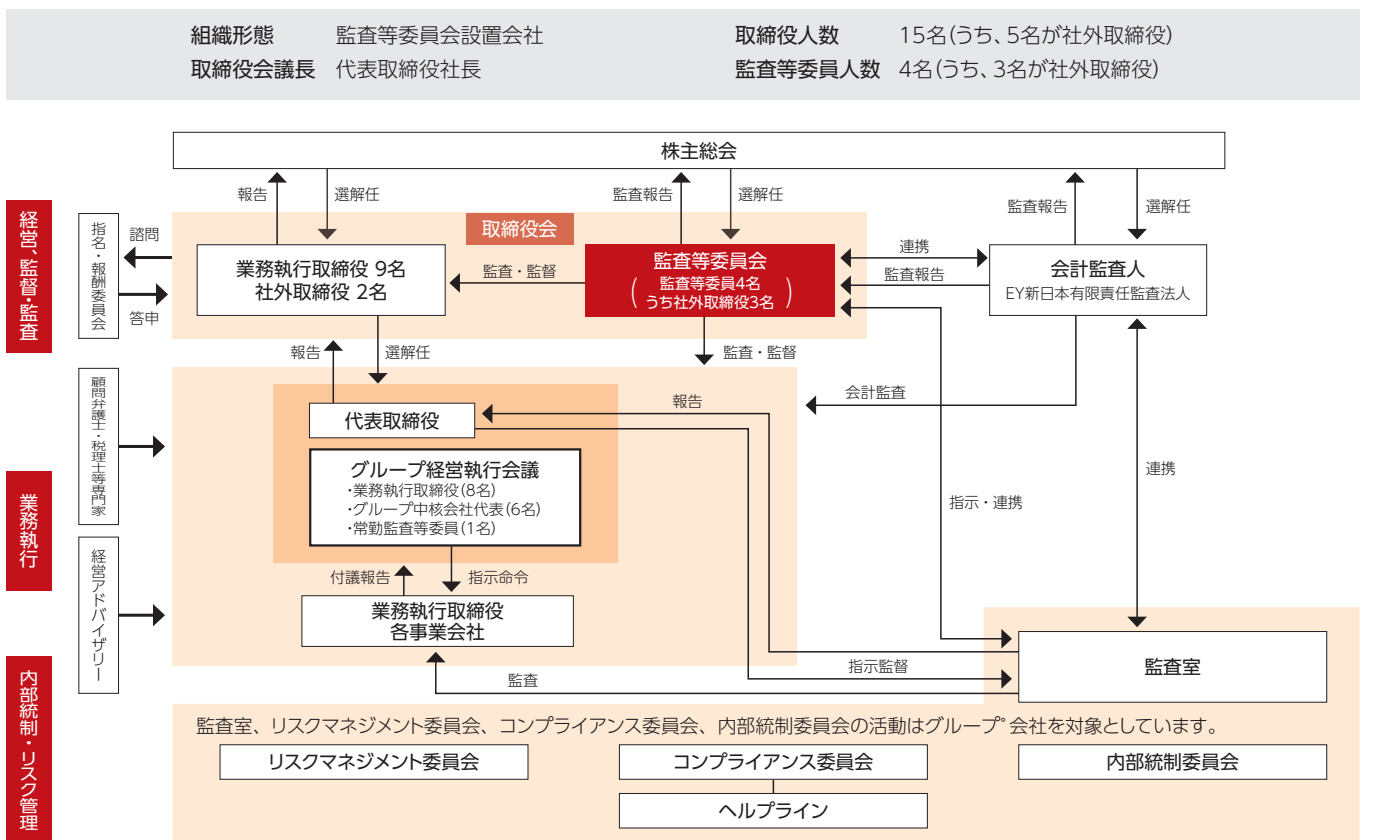 組織形態 監査等委員会設置会社
取締役会議長 代表取締役社長
取締役人数 15名(うち、5名が社外取締役)
監査等委員人数 4名(うち、3名が社外取締役)
株主総会
報告
選解任
監査報告
選解任
監査報告
選解任
経営、監督・監査
指名・報酬委員会
諮問
答申
取締役会
業務執行取締役 9名
社外取締役 2名
監査・監督
監査等委員会
(監査等委員4名
うち社外取締役3名)
連携
監査報告
会計監査人
EY新日本有限責任監査法人
報告
選解任
監査・監督
会計監査
業務執行
顧問弁護士・税理士等専門家
経営アドバイザリー
代表取締役
報告
グループ経営執行会議
・業務執行取締役(8名)
・グループ中核会社代表(6名)
・常勤監査等委員(1名)
指示・連携
連携
付議報告
指示命令
業務執行取締役
各事業会社
監査
指示監督
監査室
内部統制・リスク管理
監査室、リスクマネジメント委員会、コンプライアンス委員会、内部統制委員会の活動はグループ゜会社を対象としています。
リスクマネジメント委員会
コンプライアンス委員会
内部統制委員会
ヘルプライン